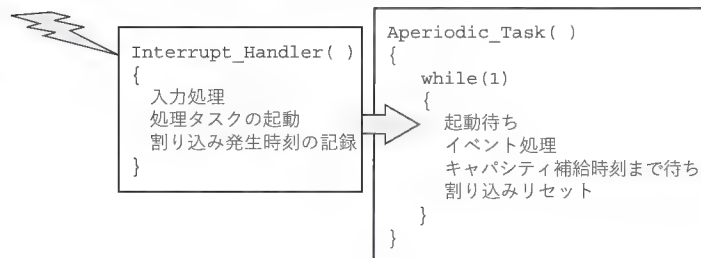 Interrupt_Handler( )
{
入力処理
処理タスクの起動
割り込み発生時刻の記録
}
Aperiodic_Task( )
{
while(1)
{
起動待ち
イベント処理
キャパシティ補給時刻まで待ち
割り込みリセット
}
}